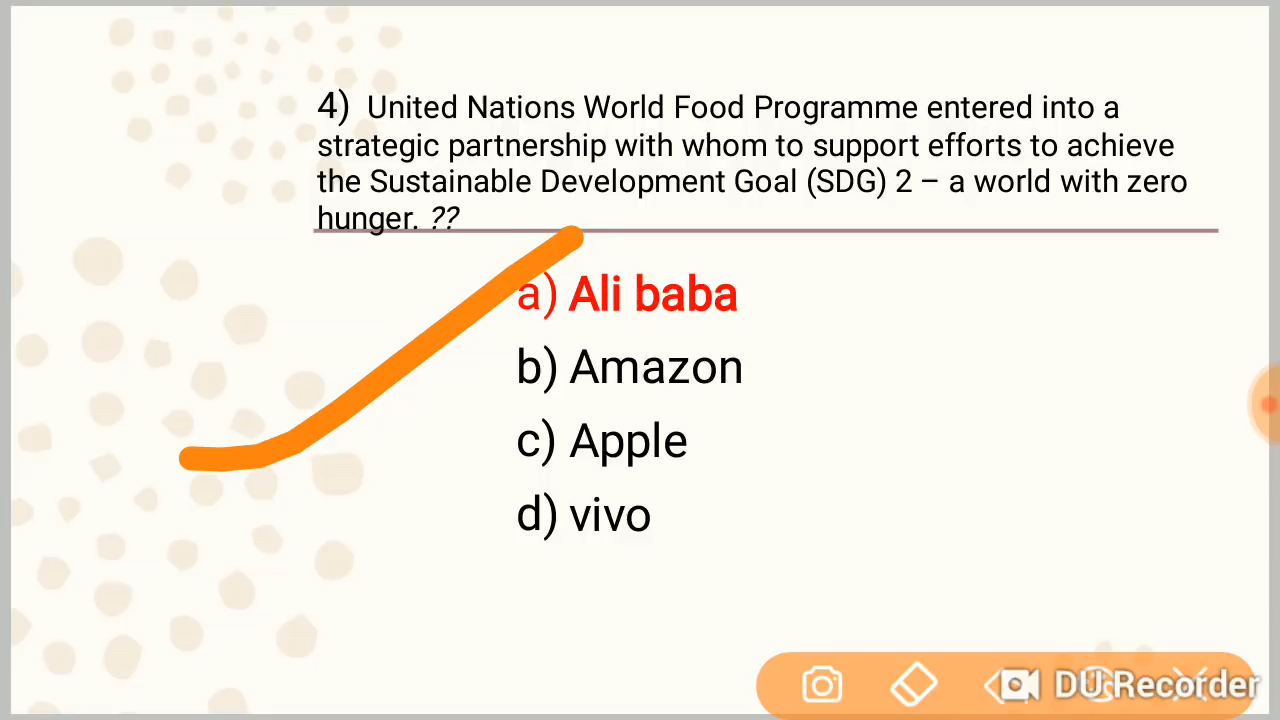 4) United Nations World Food Programme entered into a
strategic partnership with whom to support efforts to achieve
the Sustainable Development Goal (SDG) 2 – a world with zero
hunger. ??
a) Ali baba
b) Amazon
c) Apple
d) vivo
DU Recorder